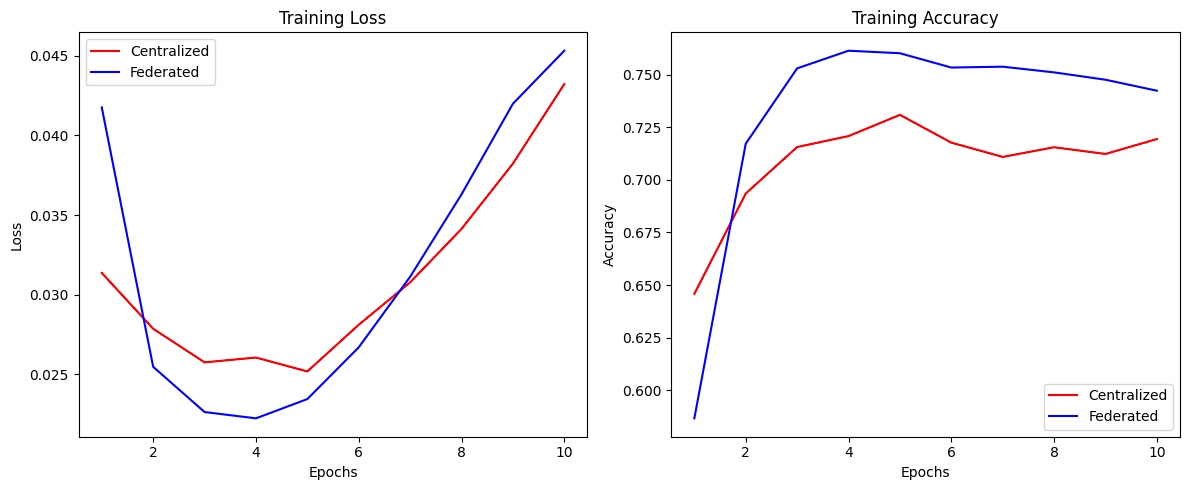 Training Loss
Centralized
Federated
0.045
0.040
0.035
0.030
0.025
Loss
2 4 6 8 10
Epochs
Training Accuracy
0.750
0.725
0.700
0.675
0.650
0.625
0.600
Accuracy
Centralized
Federated
2 4 6 8 10
Epochs